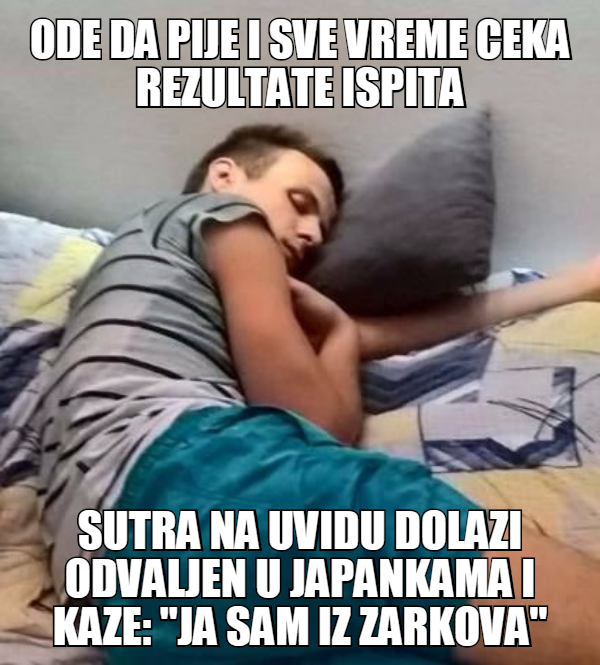 ODE DA PIJE I SVE VREME CEKA
REZULTATE ISPITA
SUTRA NA UVIDU DOLAZI
ODVALJEN U JAPANKAMA I
KAZE: "JA SAM IZ ZARKOVA"